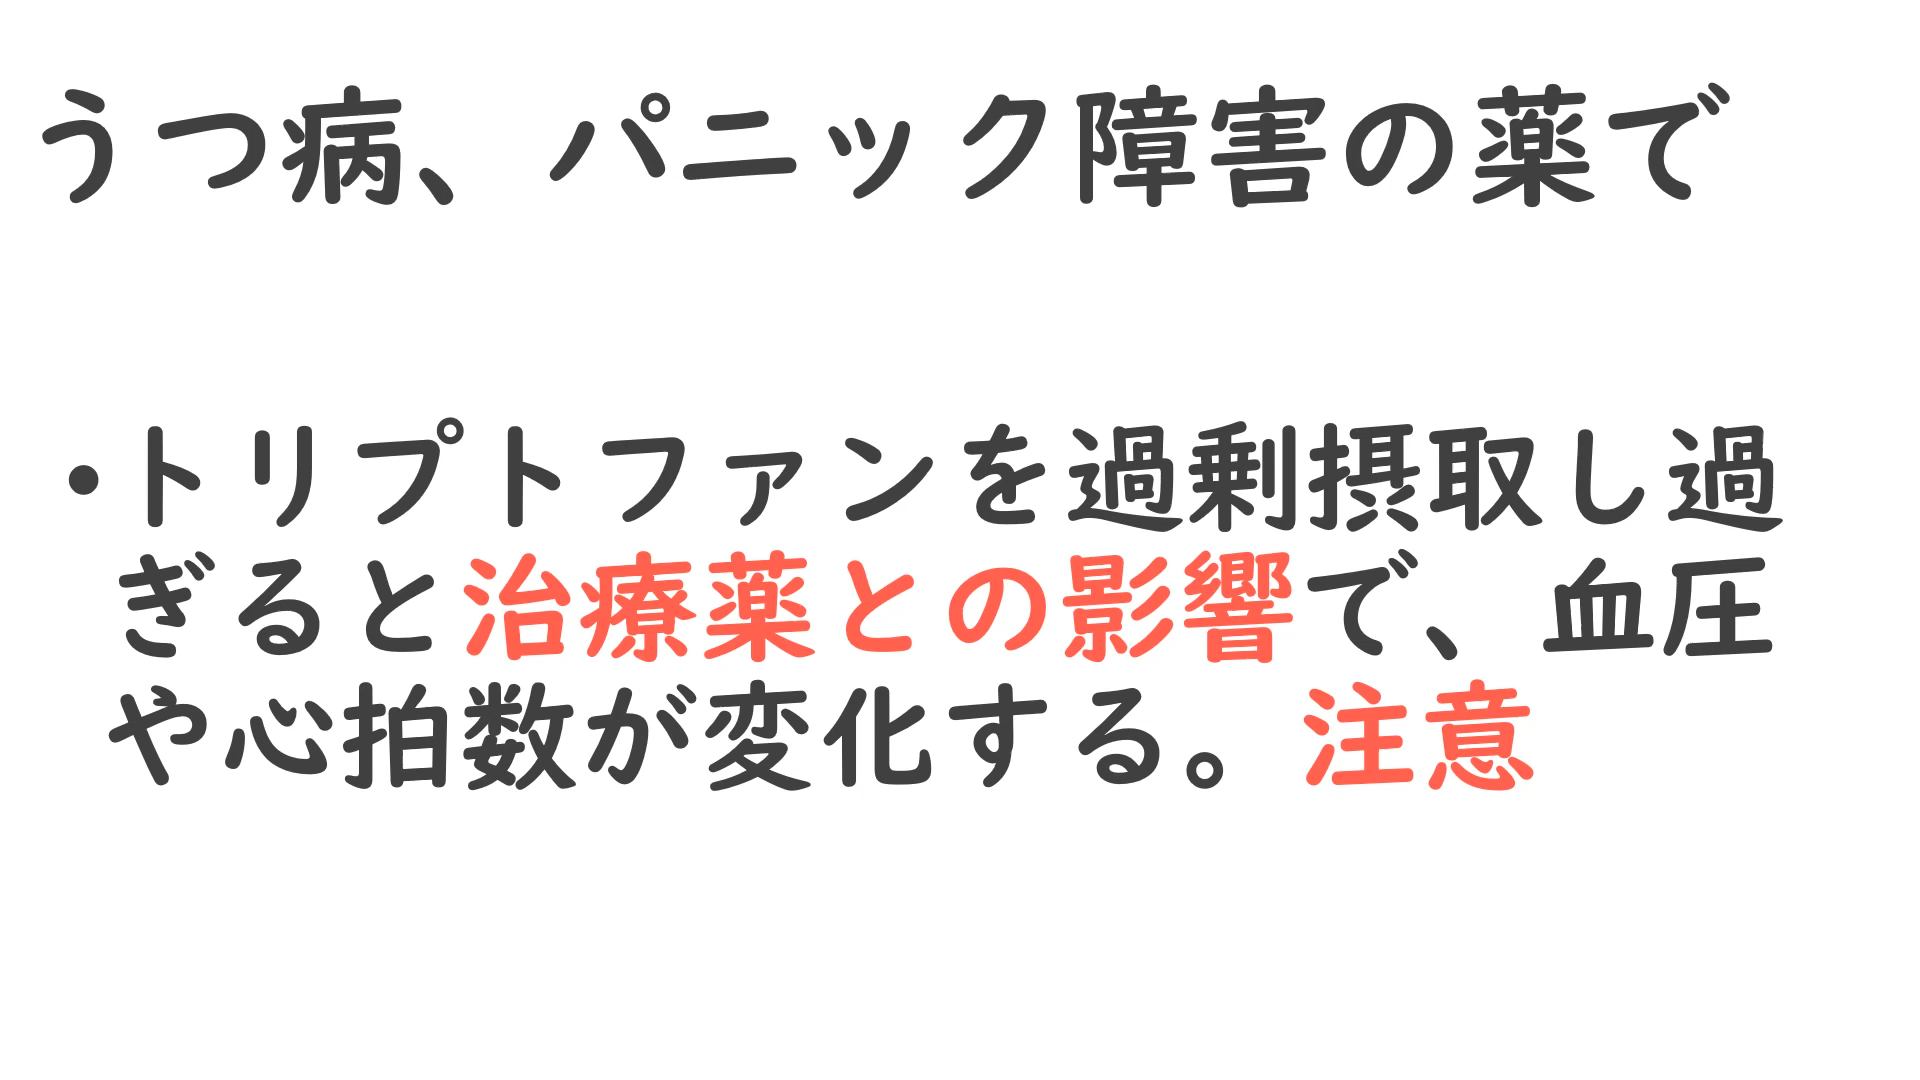 うつ病、パニック障害の薬で
・トリプトファンを過剰摂取し過
ぎると治療薬との影響で、血圧
や心拍数が変化する。注意